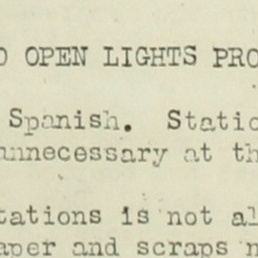 OPEN LIGHTS PRO
Spanish. Static
unnecessary at th
tations is not al
aper and scraps